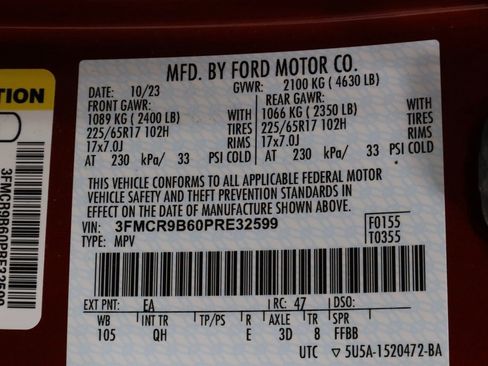 TION
3FMCR9B60PRE32599
MFD. BY FORD MOTOR CO.
DATE: 10/23 GVWR: 2100 KG ( 4630 LB)
FRONT GAWR: REAR GAWR:
1089 KG ( 2400 LB) WITH 1066 KG ( 2350 LB) WITH
225/65R17 102H TIRES 225/65R17 102H TIRES
17x7.0J RIMS 17x7.0J RIMS
AT 230 kPa/ 33 PSI COLD AT 230 kPa/ 33 PSI COLD
THIS VEHICLE CONFORMS TO ALL APPLICABLE FEDERAL MOTOR
VEHICLE SAFETY AND THEFT PREVENTION STANDARDS IN
EFFECT ON THE DATE OF MANUFACTURE SHOWN ABOVE.
VIN: 3FMCR9B60PRE32599 F0155
TYPE: MPV T0355
EXT PNT: EA RC: 47 DSO:
WB INT TR TP/PS R AXLE TR SPR
105 QH E 3D 8 FFBB
UTC 5U5A-1520472-BA